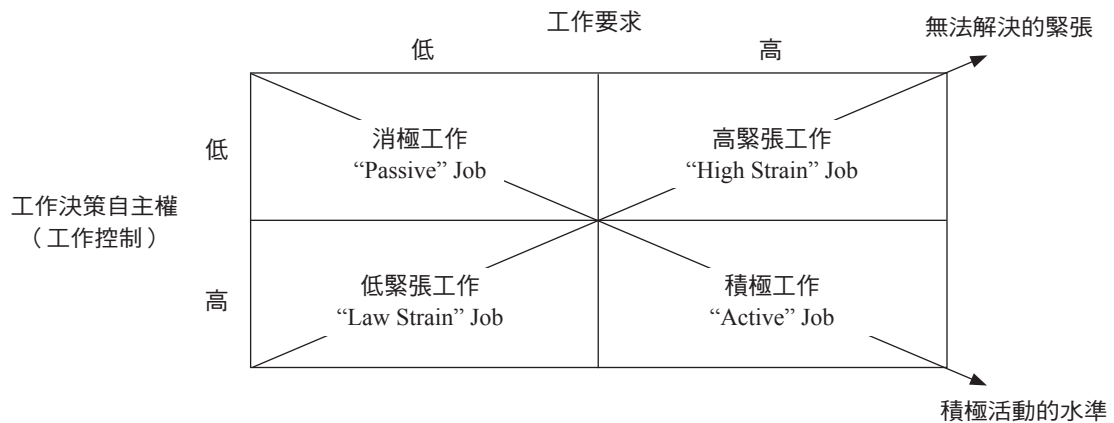 工作要求
無法解決的緊張
低
高
低
消極工作
“Passive” Job
高緊張工作
“High Strain” Job
工作決策自主權
（工作控制）
高
低緊張工作
“Law Strain” Job
積極工作
“Active” Job
積極活動的水準